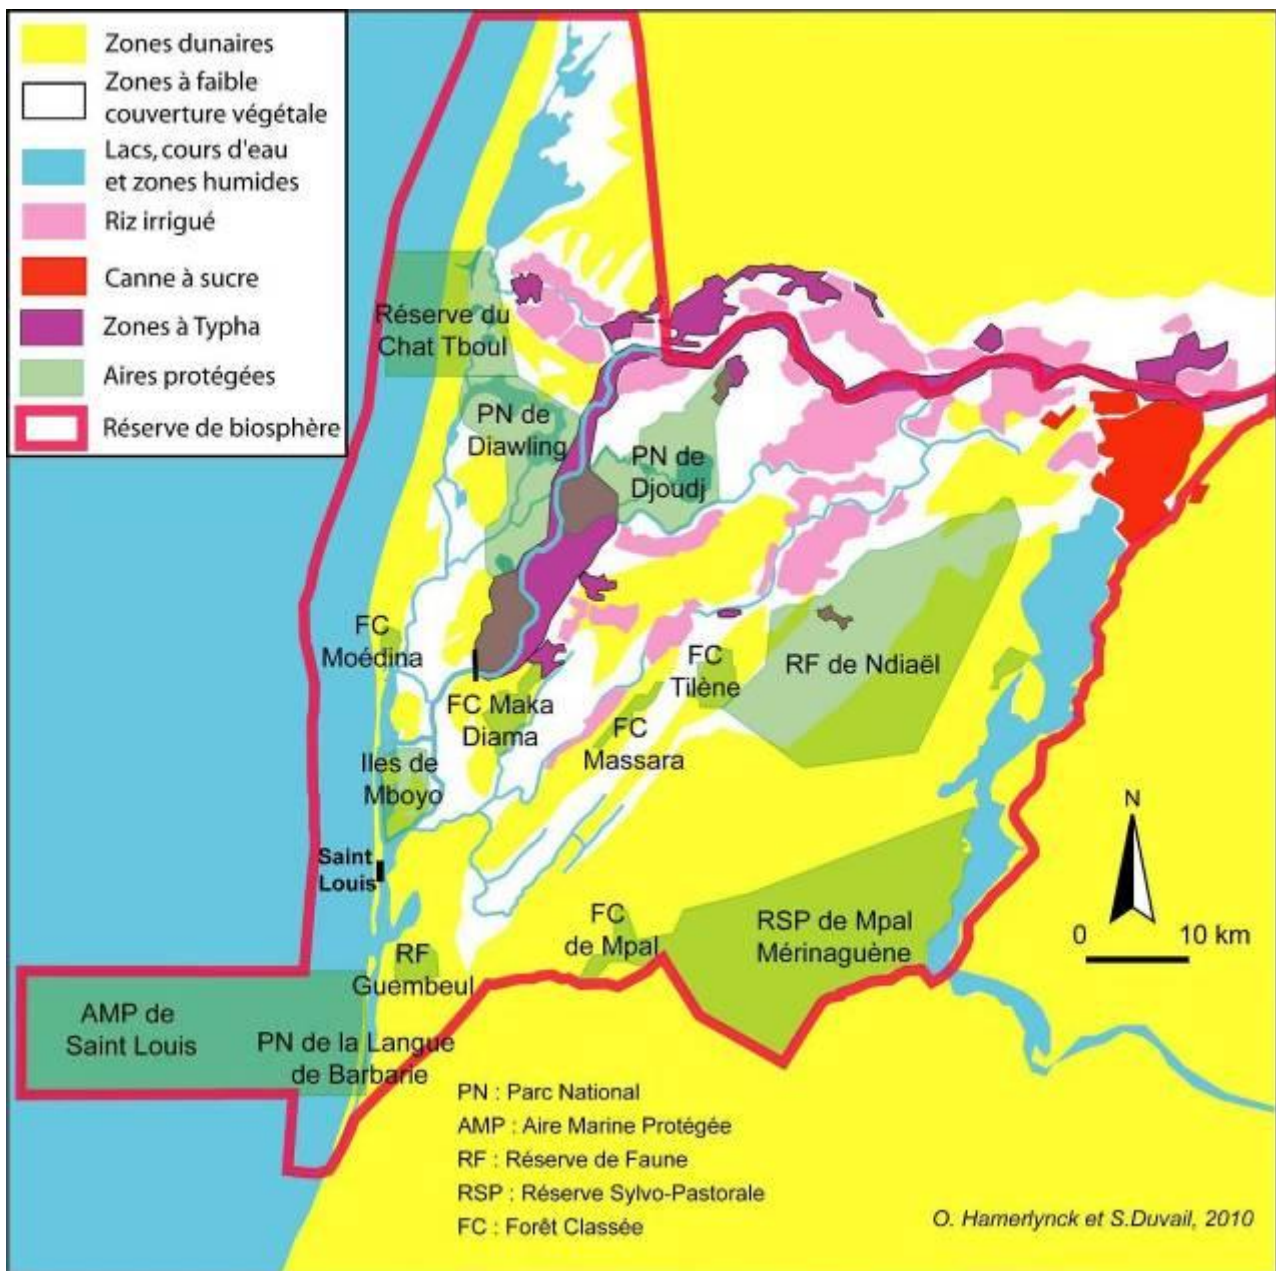 Zones dunaires
Zones à faible
couverture végétale
Lacs, cours d'eau
et zones humides
Riz irrigué
Canne à sucre
Zones à Typha
Aires protégées
Réserve de biosphère
Réserve du
Chat Tboul
PN de
Diawling
PN de
Djoudj
FC
Moédina
FC Maka
Diama
FC
Tilène
RF de Ndiaël
FC
Massara
Iles de
Mboyo
Saint
Louis
FC
de Mpal
RSP de Mpal
Mérinaguène
RF
Guembeul
AMP de
Saint Louis
PN de la Langue
de Barbarie
N
0 10 km
PN : Parc National
AMP : Aire Marine Protégée
RF : Réserve de Faune
RSP : Réserve Sylvo-Pastorale
FC : Forêt Classée
O. Hamerlynck et S.Duvail, 2010